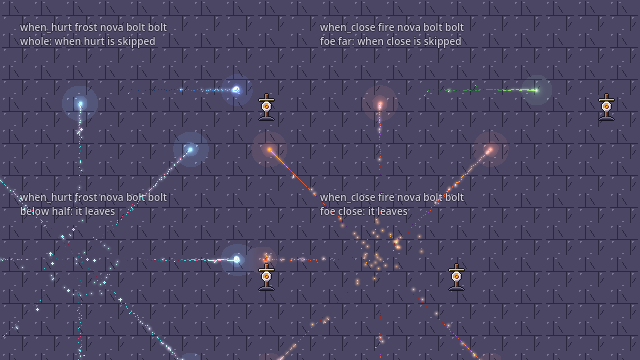 when_hurt frost nova bolt bolt
whole: when hurt is skipped
when_close fire nova bolt bolt
foe far: when close is skipped
when_hurt frost nova bolt bolt
below half: it leaves
when_close fire nova bolt bolt
foe close: it leaves